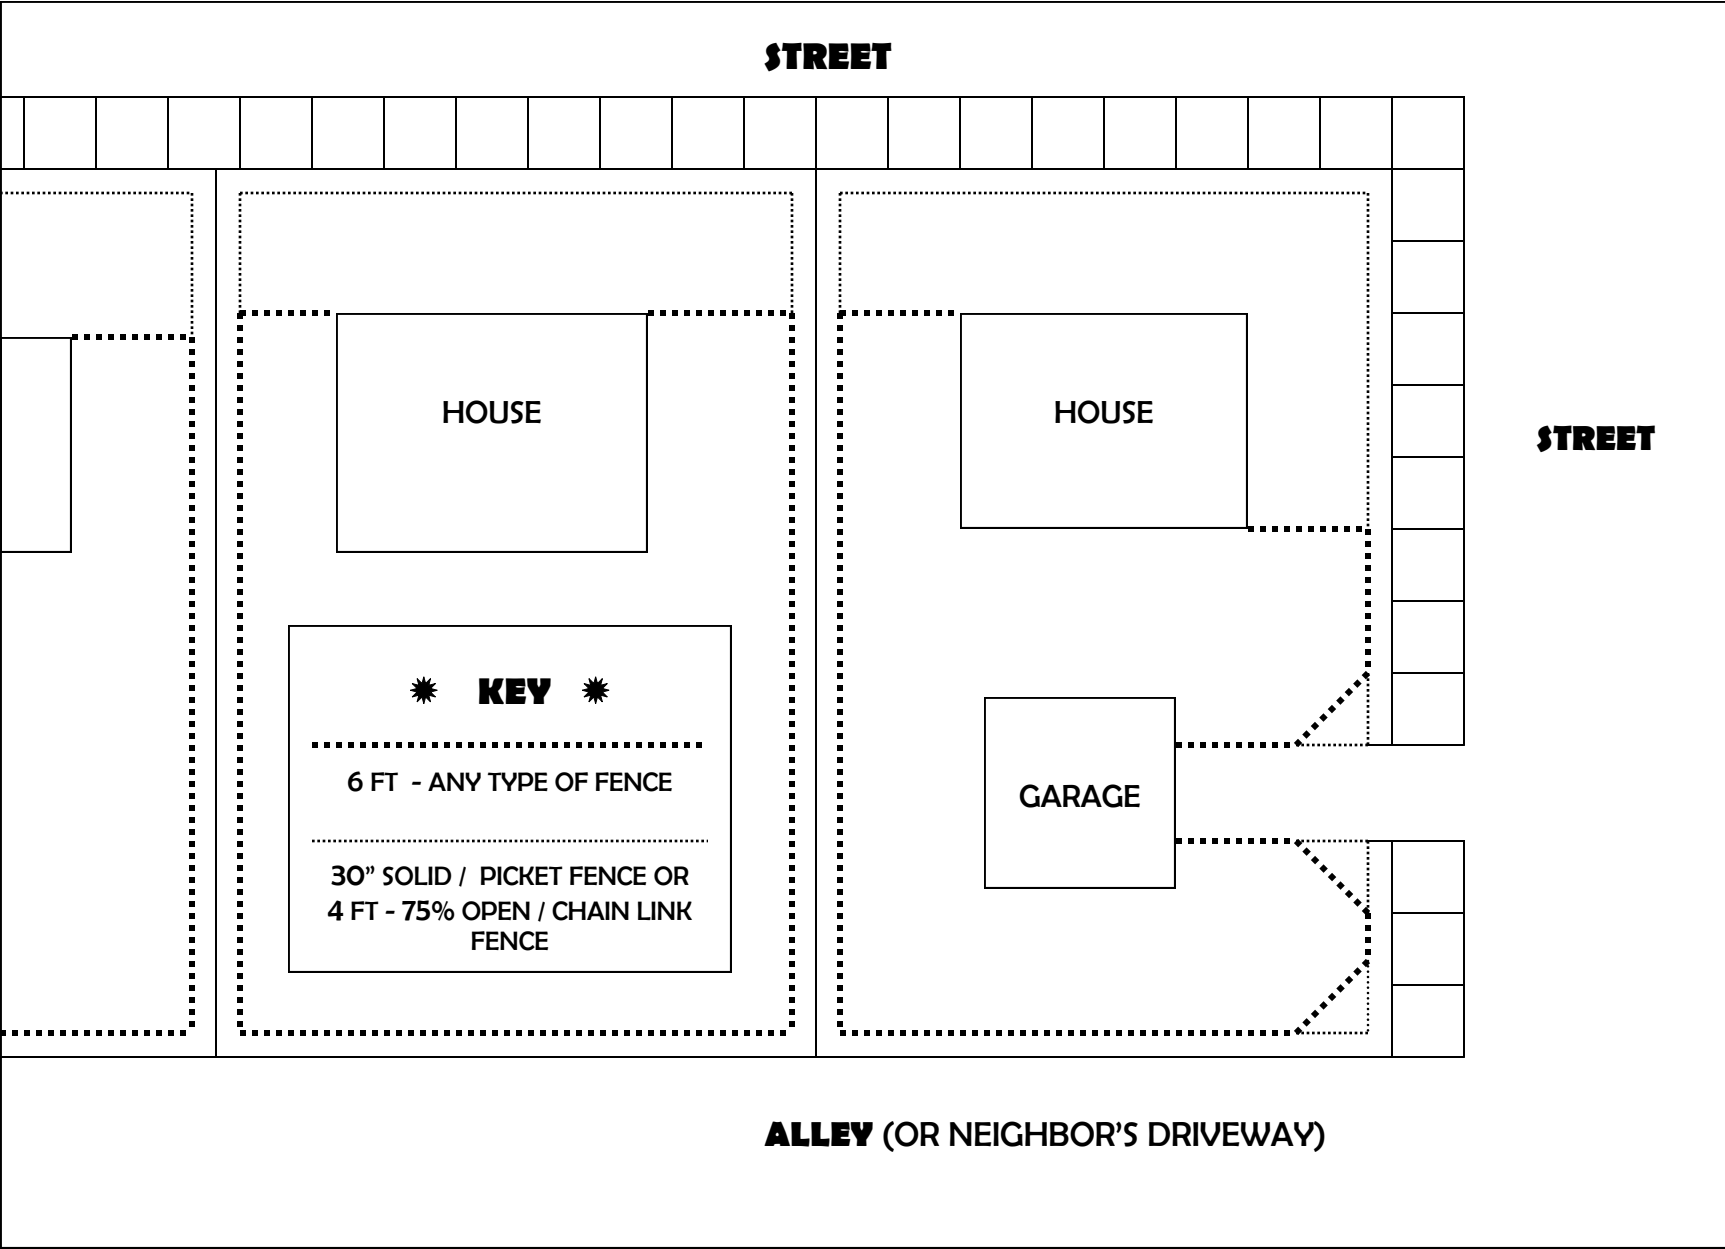 STREET
HOUSE
HOUSE
STREET
KEY
6 FT - ANY TYPE OF FENCE
30” SOLID / PICKET FENCE OR
4 FT - 75% OPEN / CHAIN LINK
FENCE
GARAGE
ALLEY (OR NEIGHBOR’S DRIVEWAY)